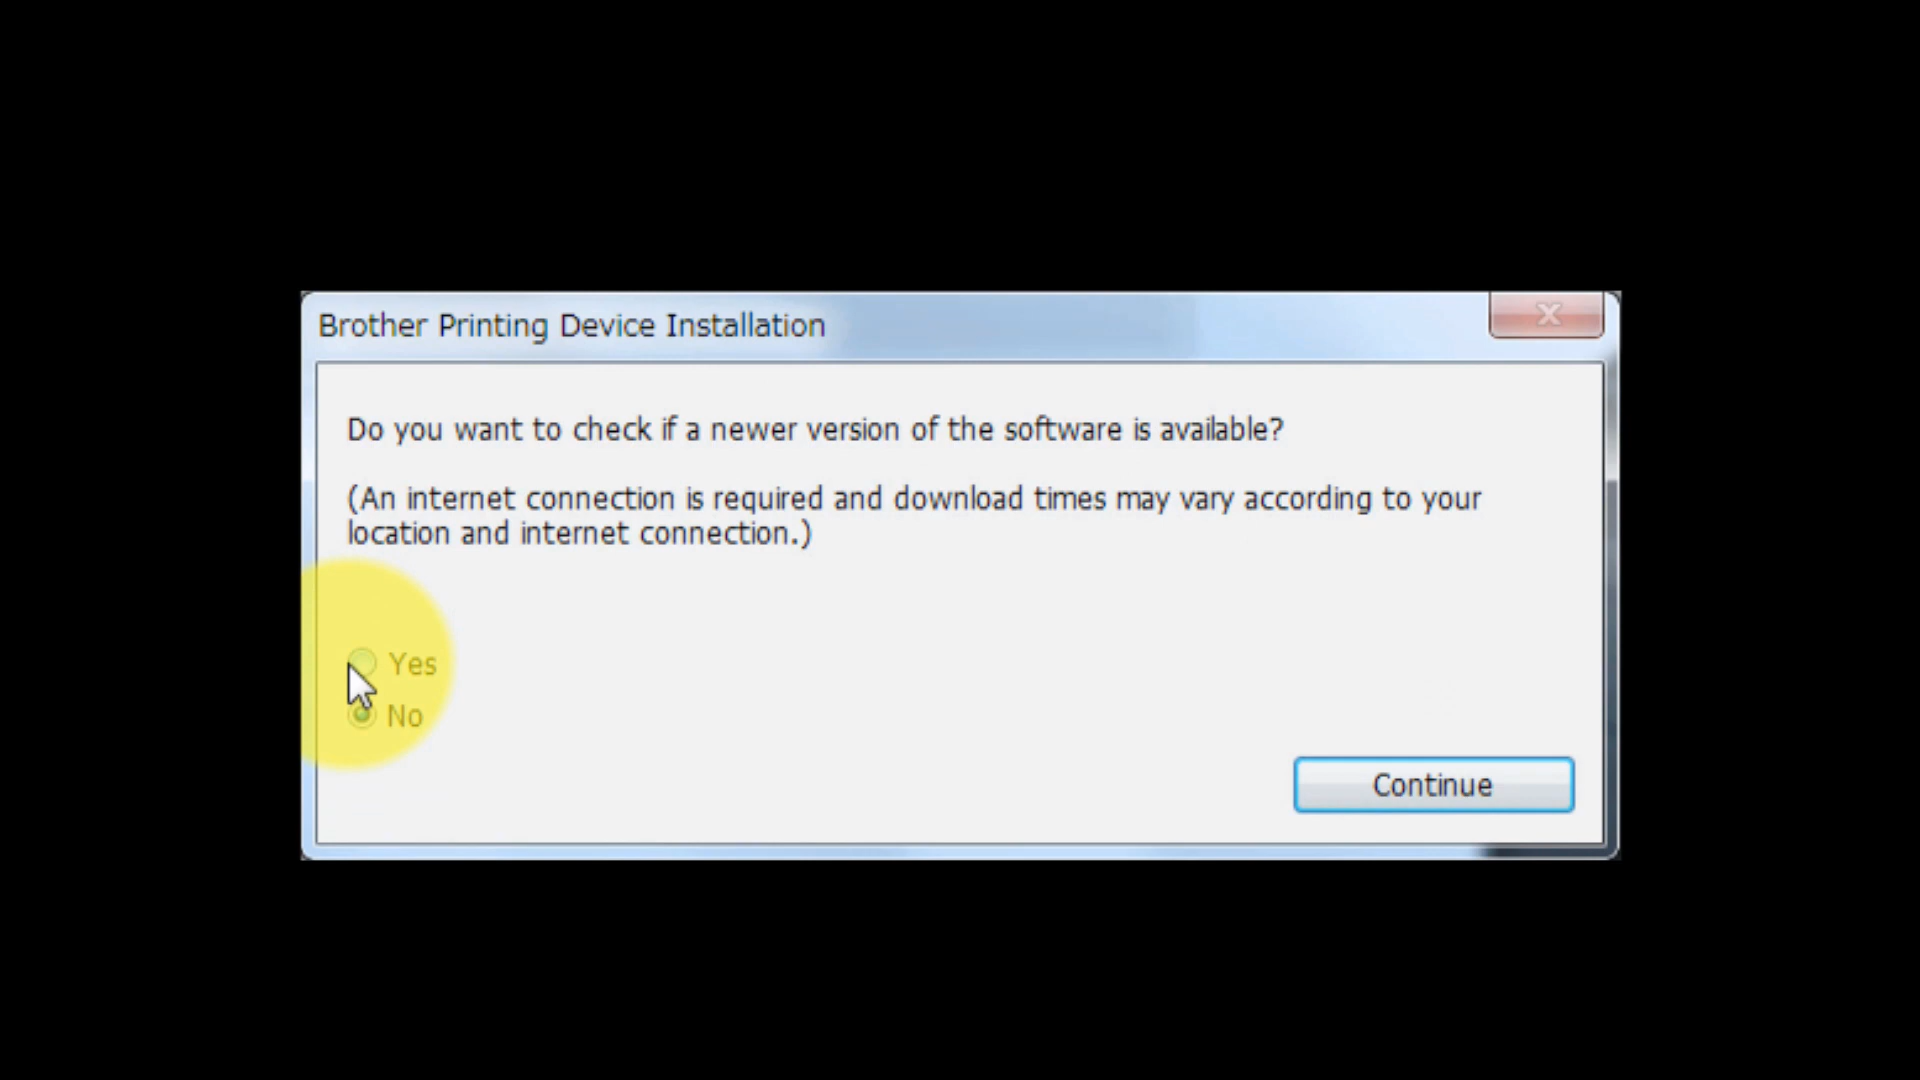 Brother Printing Device Installation
Do you want to check if a newer version of the software is available?
(An internet connection is required and download times may vary according to your
location and internet connection.)
Yes
No
Continue